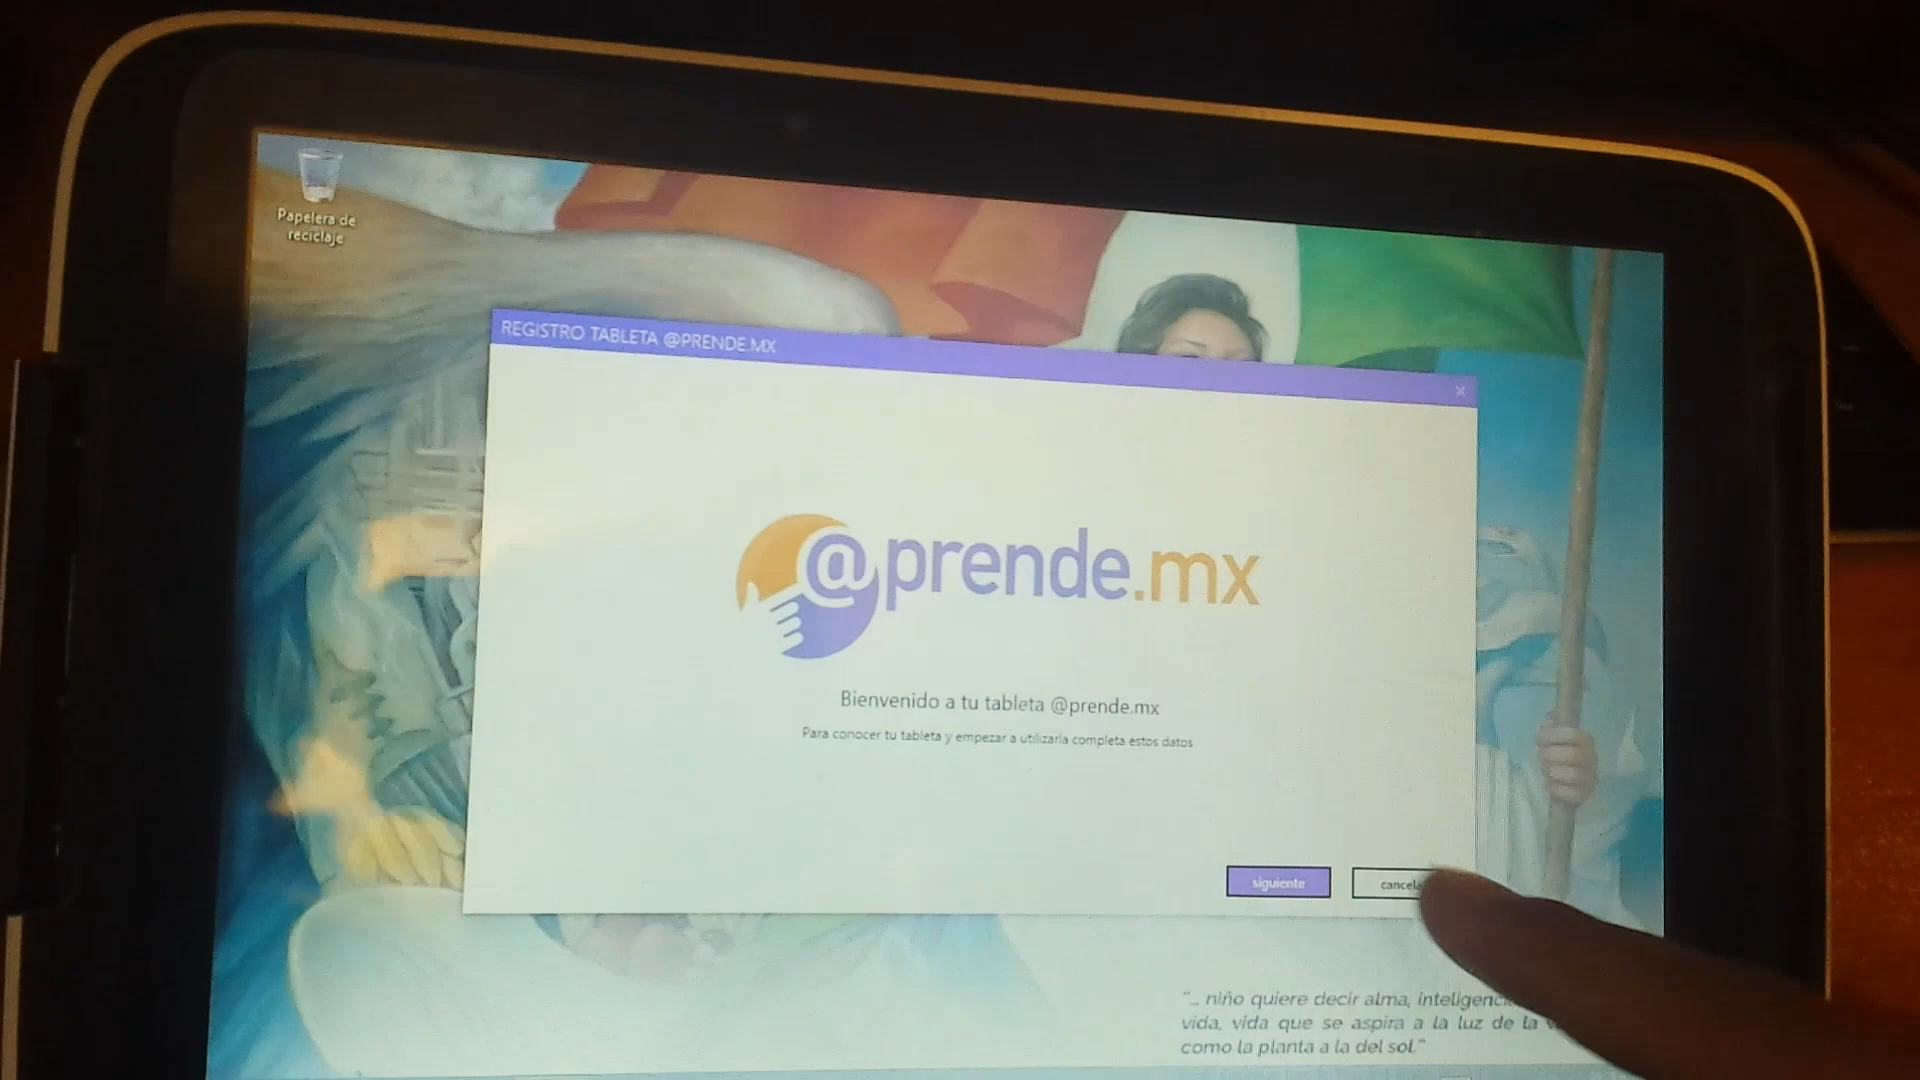 Papelera de
reciclaje
REGISTRO TABLETA @PRENDE.MX
@prende.mx
Bienvenido a tu tableta @prende.mx
Para conocer tu tableta y empezar a utilizarla completa estos datos
siguiente
cancela
"... niño quiere decir alma, inteligenc
vida, vida que se aspira a la luz de la v
como la planta a la del sol."